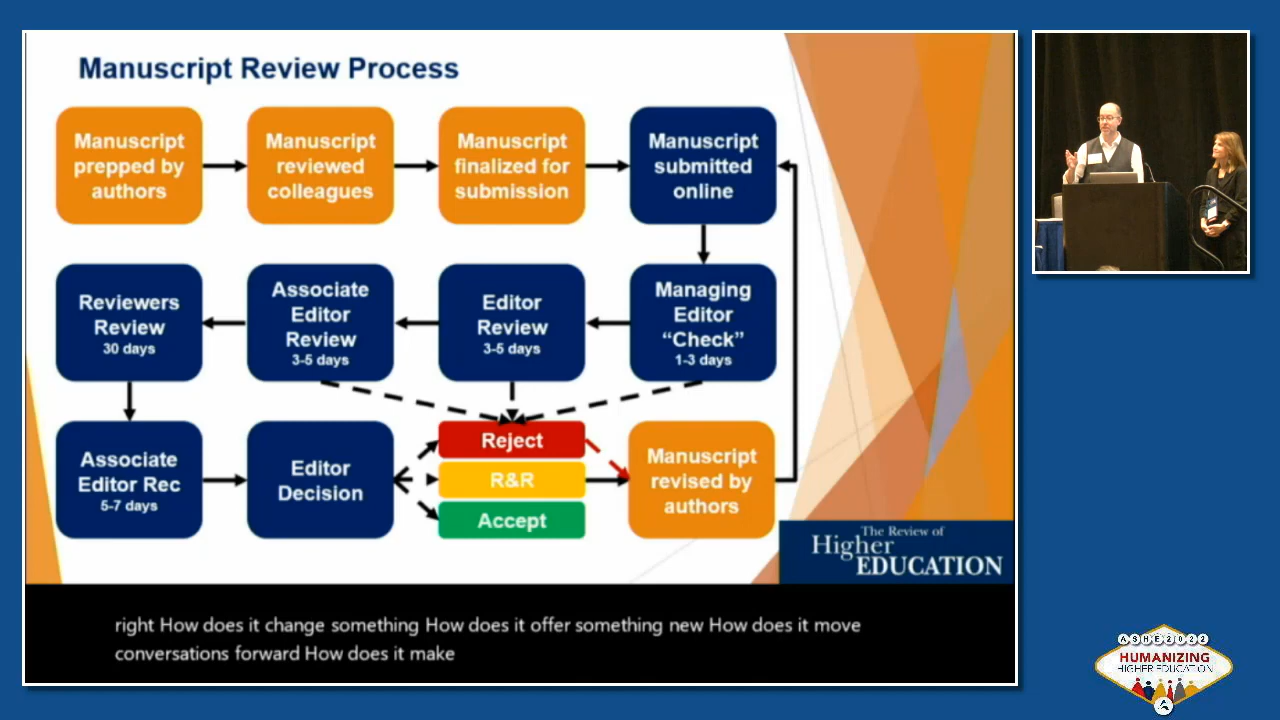 Manuscript Review Process
Manuscript
prepped by
authors
Manuscript
reviewed
colleagues
Manuscript
finalized for
submission
Manuscript
submitted
online
Reviewers
Review
30 days
Associate
Editor
Review
3-5 days
Editor
Review
3-5 days
Managing
Editor
“Check”
1-3 days
Associate
Editor Rec
5-7 days
Editor
Decision
Reject
R&R
Accept
Manuscript
revised by
authors
The Review of
Higher
EDUCATION
right How does it change something How does it offer something new How does it move
conversations forward How does it make
ASHE2022
HUMANIZING
HIGHER EDUCATION
A